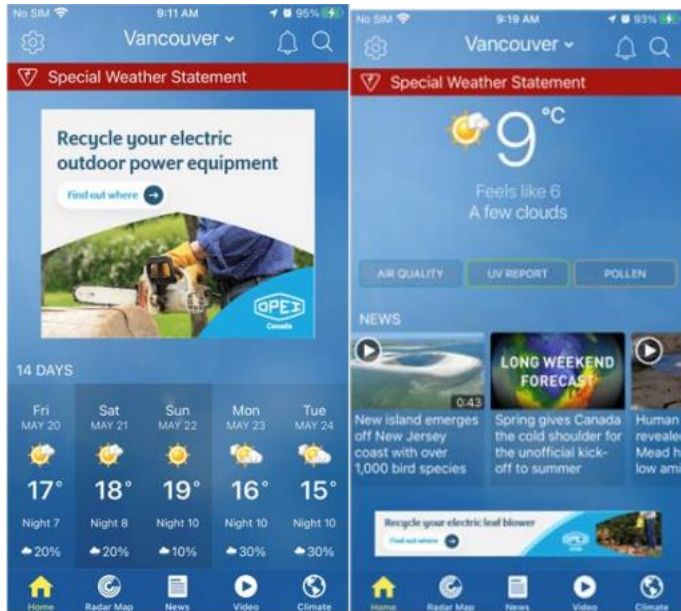 No SIM 9:11 AM 95%
Vancouver
Special Weather Statement
Recycle your electric
outdoor power equipment
Find out where
OPEI
Canada
14 DAYS
Fri Sat Sun Mon Tue
MAY 20 MAY 21 MAY 22 MAY 23 MAY 24
17° 18° 19° 16° 15°
Night 7 Night 8 Night 10 Night 10 Night 10
20% 20% 10% 30% 30%
Home Radar Map News Video Climate
No SIM 9:19 AM 93%
Vancouver
Special Weather Statement
9 °C
Feels like 6
A few clouds
AIR QUALITY UV REPORT POLLEN
NEWS
0:43
LONG WEEKEND
FORECAST
New island emerges
off New Jersey
coast with over
1,000 bird species
Spring gives Canada
the cold shoulder for
the unofficial kick-
off to summer
Human
reveale
Mead h
low ami
Recycle your electric leaf blower
Find out where
OPEI
Home Radar Map News Video Climate